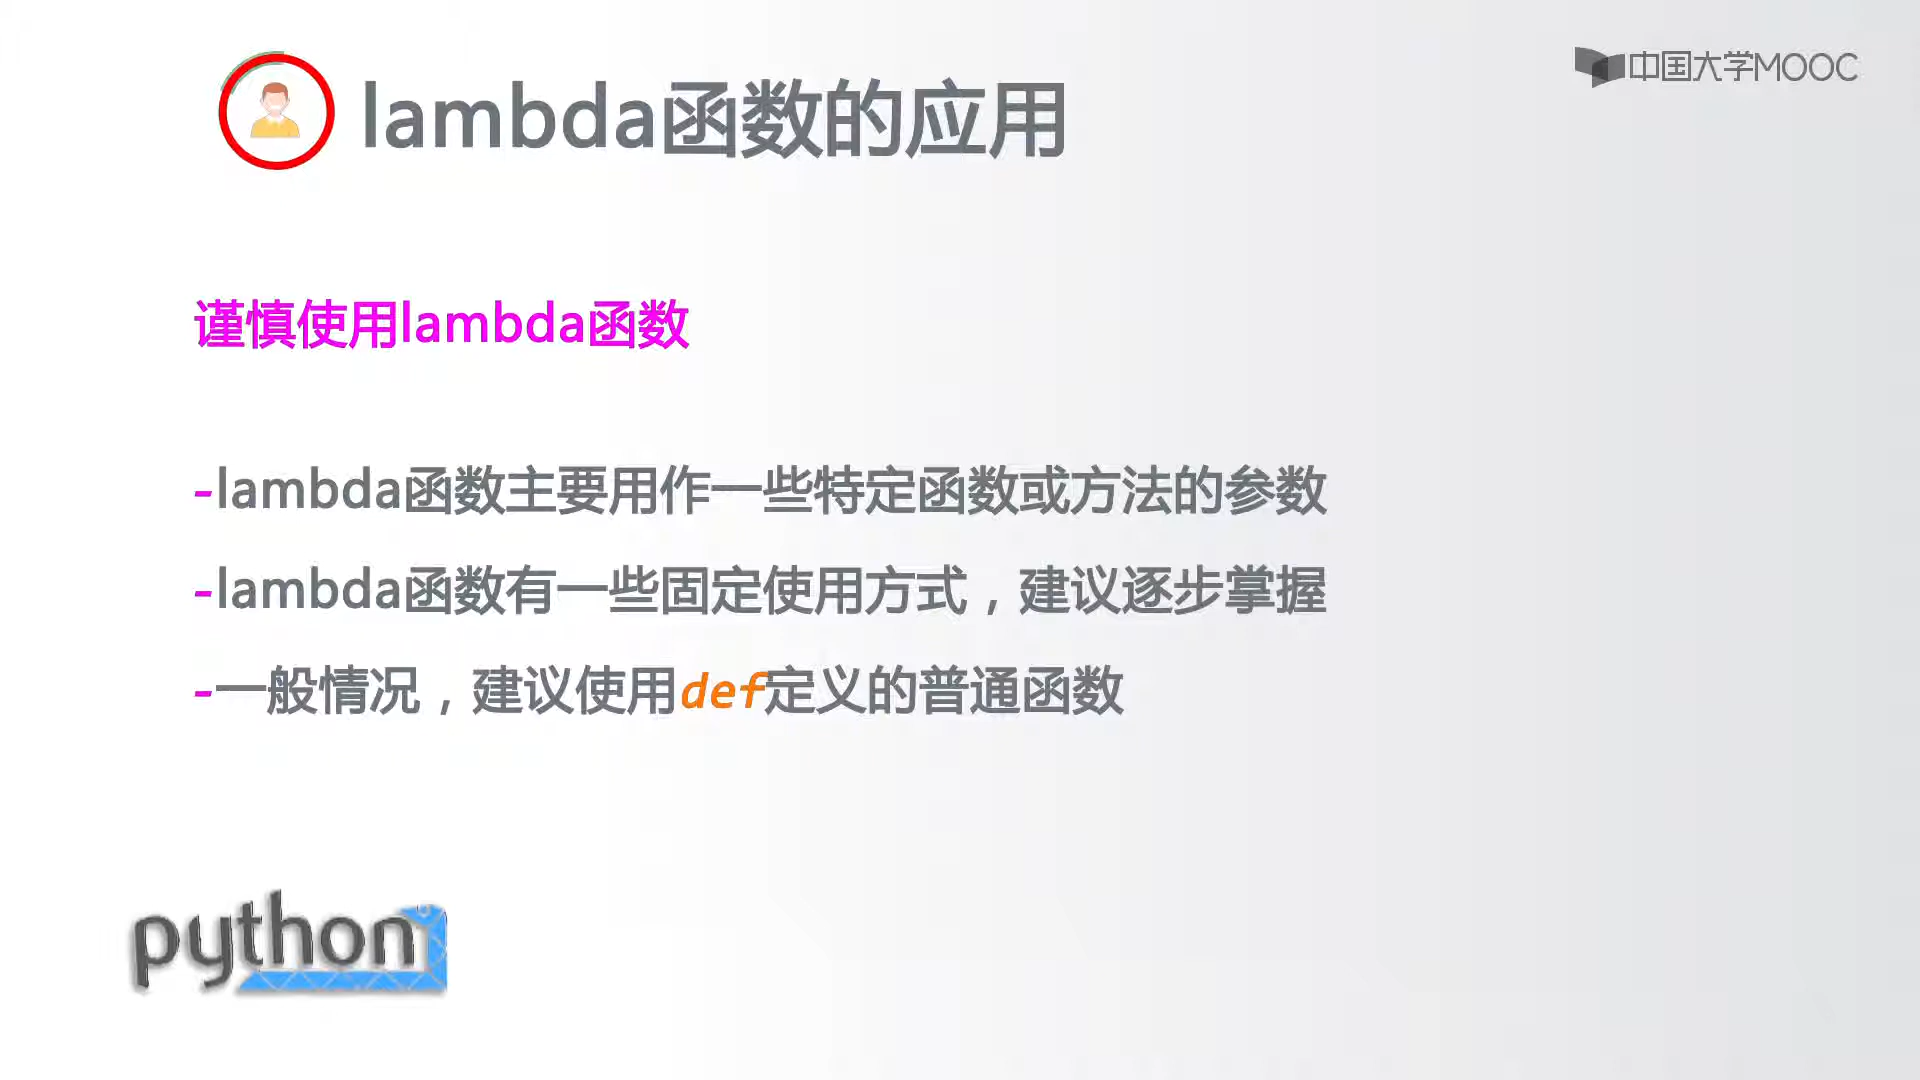 中国大学MOOC
lambda函数的应用
谨慎使用lambda函数
-lambda函数主要用作一些特定函数或方法的参数
-lambda函数有一些固定使用方式，建议逐步掌握
-一般情况，建议使用def定义的普通函数
python